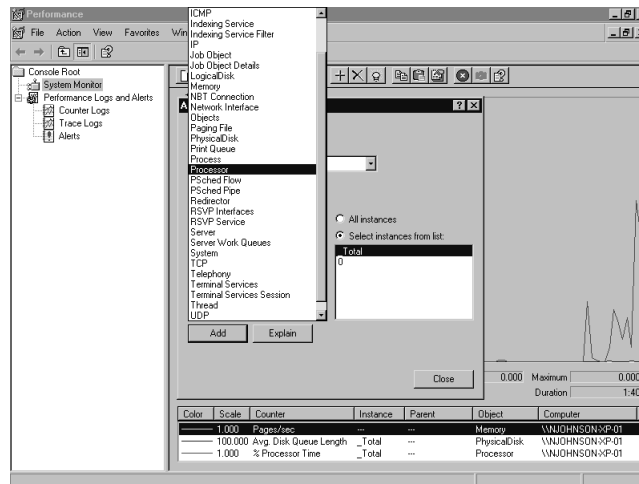 Performance
File Action View Favorites Win
Console Root
System Monitor
Performance Logs and Alerts
Counter Logs
Trace Logs
Alerts
ICMP
Indexing Service
Indexing Service Filter
IP
Job Object
Job Object Details
LogicalDisk
Memory
NBT Connection
Network Interface
Objects
Paging File
PhysicalDisk
Print Queue
Process
Processor
PSched Flow
PSched Pipe
Redirector
RSVP Interfaces
RSVP Service
Server
Server Work Queues
System
TCP
Telephony
Terminal Services
Terminal Services Session
Thread
UDP
All instances
Select instances from list:
_Total
0
Add Explain
Close
0.000 Maximum 0.000
Duration 1:40
Color Scale Counter Instance Parent Object Computer
1.000 Pages/sec --- --- Memory \\NJOHNSON-XP-01
100.000 Avg. Disk Queue Length _Total --- PhysicalDisk \\NJOHNSON-XP-01
1.000 % Processor Time _Total --- Processor \\NJOHNSON-XP-01